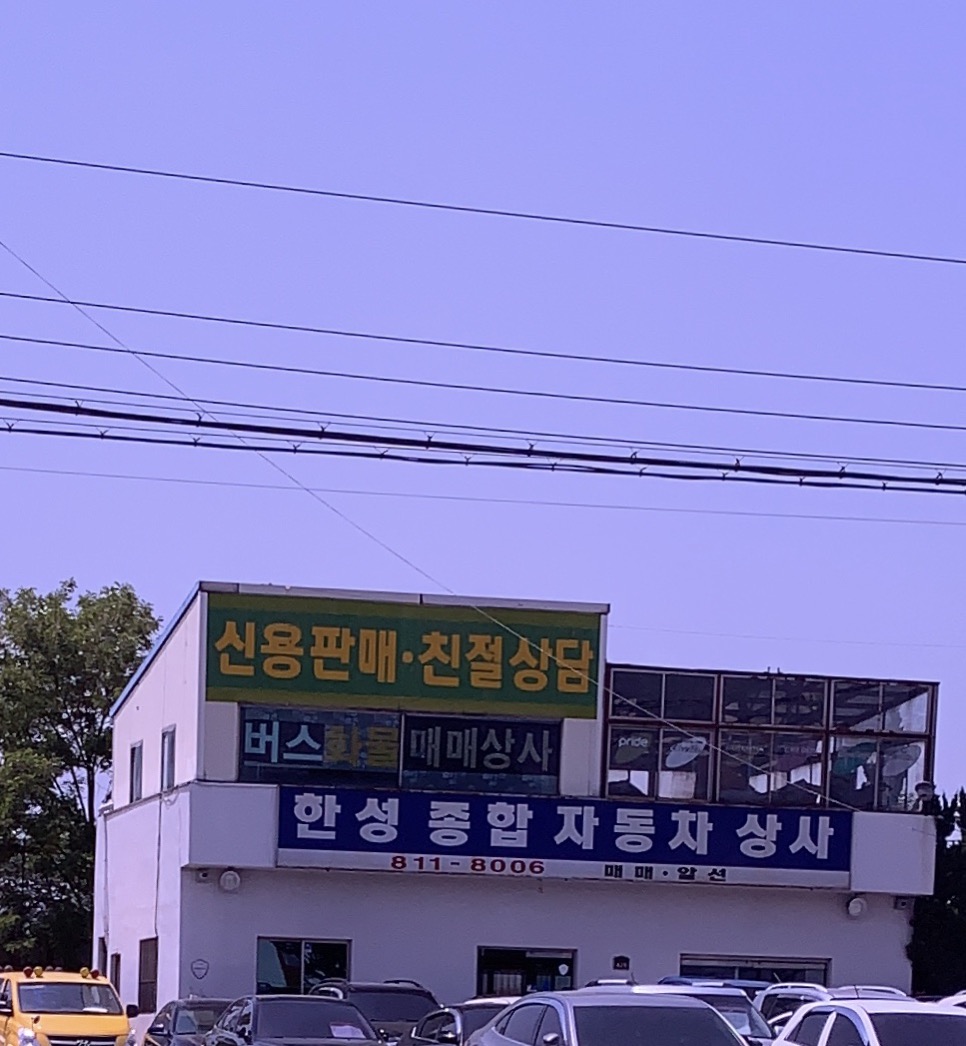 신용판매·친절상담
버스화물 매매상사
pride
한성 종합 자동차 상사
811-8006 매매·알선